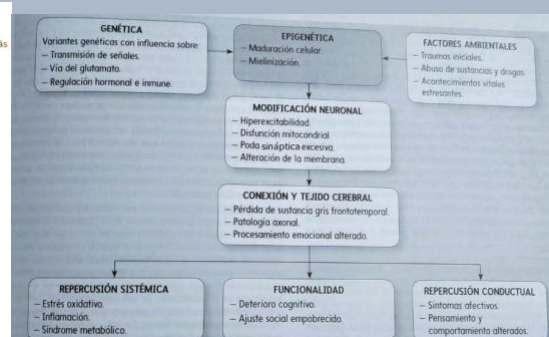 ás
GENÉTICA
Variantes genéticas con influencia sobre:
– Transmisión de señales.
– Vía del glutamato.
– Regulación hormonal e inmune.
EPIGENÉTICA
– Maduración celular.
– Mielinización.
FACTORES AMBIENTALES
– Traumas iniciales.
– Abuso de sustancias y drogas.
– Acontecimientos vitales
estresantes.
MODIFICACIÓN NEURONAL
– Hiperexcitabilidad.
– Disfunción mitocondrial.
– Poda sináptica excesiva.
– Alteración de la membrana.
CONEXIÓN Y TEJIDO CEREBRAL
– Pérdida de sustancia gris frontotemporal.
– Patología axonal.
– Procesamiento emocional alterado.
REPERCUSIÓN SISTÉMICA
– Estrés oxidativo.
– Inflamación.
– Síndrome metabólico.
FUNCIONALIDAD
– Deterioro cognitivo.
– Ajuste social empobrecido.
REPERCUSIÓN CONDUCTUAL
– Síntomas afectivos.
– Pensamiento y
comportamiento alterados.